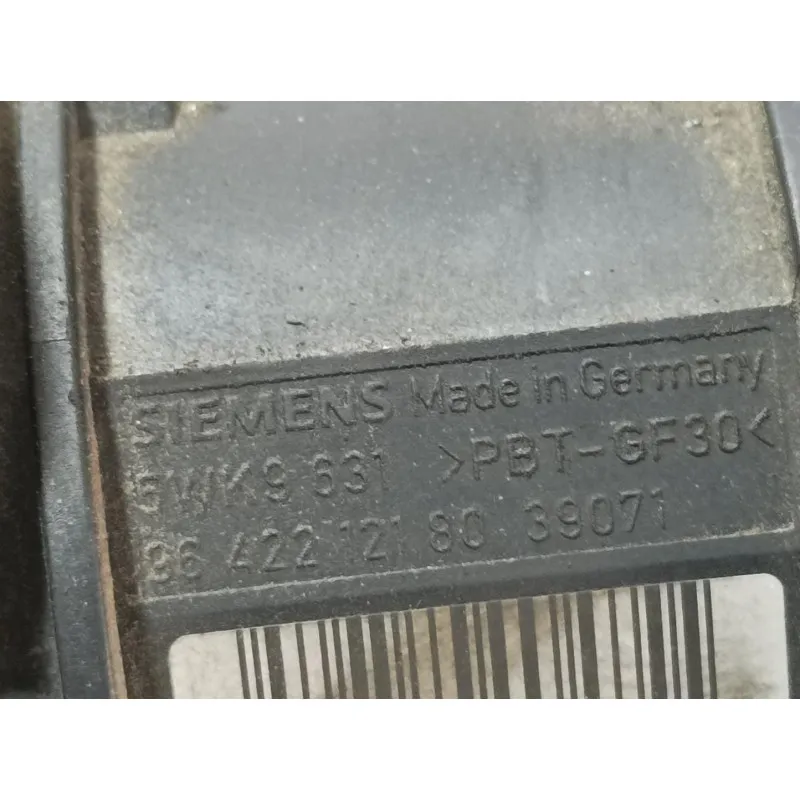 SIEMENS Made in Germany
5WK9 631 >PBT-GF30<
96 422 121 80 39071